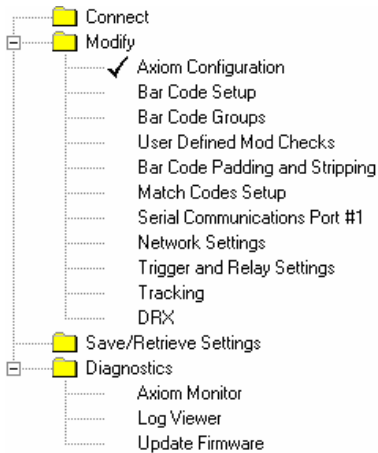 Connect
Modify
Axiom Configuration
Bar Code Setup
Bar Code Groups
User Defined Mod Checks
Bar Code Padding and Stripping
Match Codes Setup
Serial Communications Port #1
Network Settings
Trigger and Relay Settings
Tracking
DRX
Save/Retrieve Settings
Diagnostics
Axiom Monitor
Log Viewer
Update Firmware